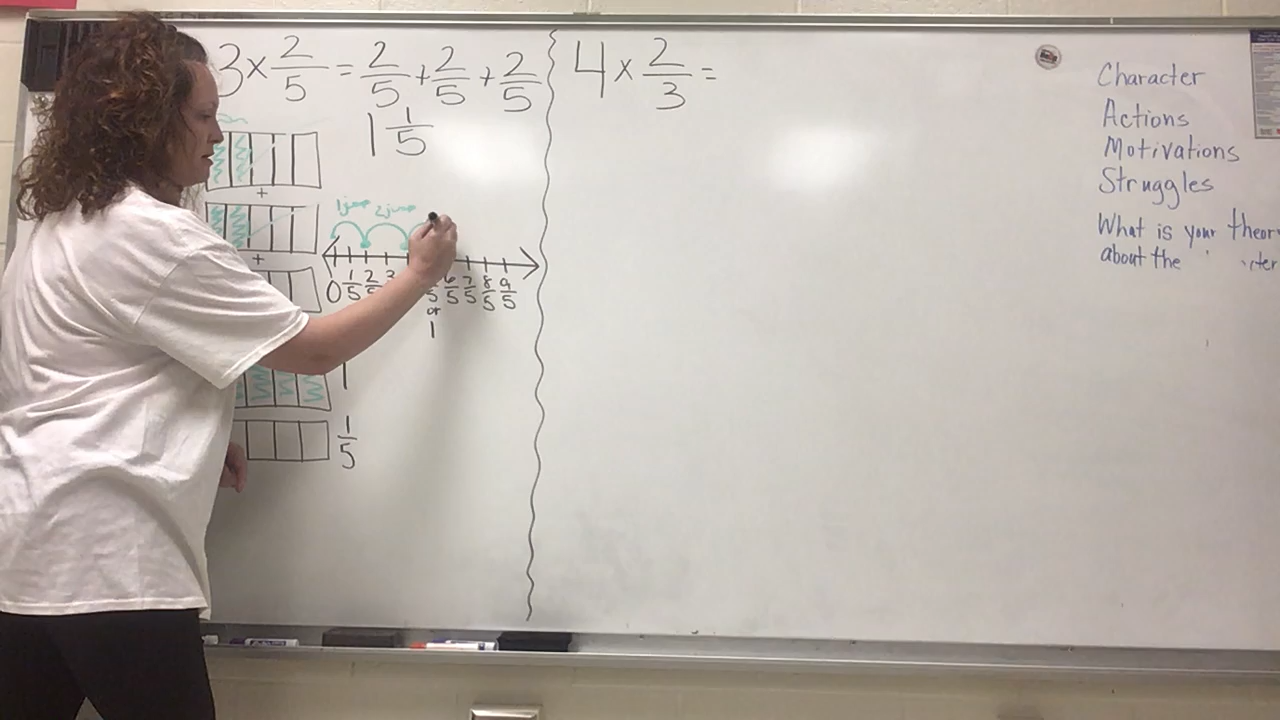 3 × 2/5 = 2/5 + 2/5 + 2/5
1 1/5
+
+
1 jump 2 jump
0 1/5 2/5 6/5 7/5 8/5 9/5
or
1
1
1/5
4 × 2/3 =
Character
Actions
Motivations
Struggles
What is your theor
about the